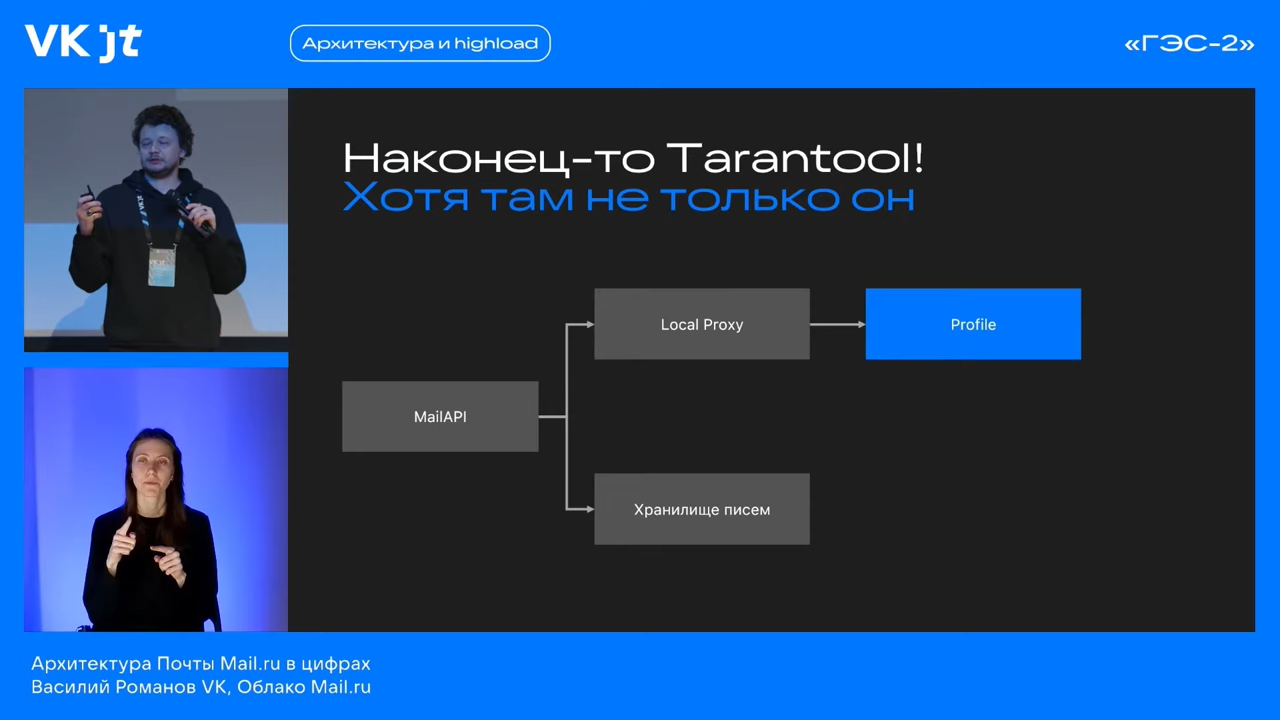 VK jt
Архитектура и highload
«ГЭС-2»
Наконец-то Tarantool!
Хотя там не только он
Local Proxy
Profile
MailAPI
Хранилище писем
Архитектура Почты Mail.ru в цифрах
Василий Романов VK, Облако Mail.ru